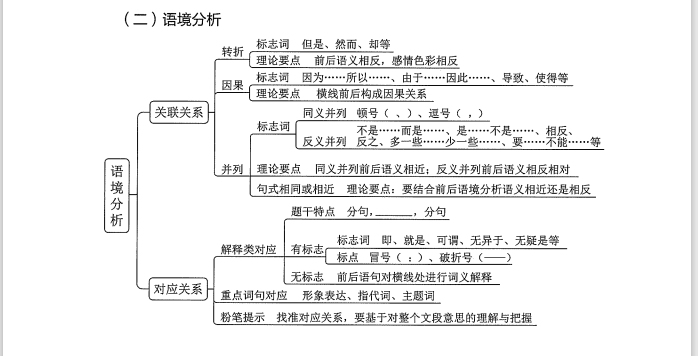 （二）语境分析
转折
标志词 但是、然而、却等
理论要点 前后语义相反，感情色彩相反
因果
标志词 因为……所以……、由于……因此……、导致、使得等
理论要点 横线前后构成因果关系
关联关系
同义并列 顿号（、）、逗号（，）
标志词
不是……而是……、是……不是……、相反、
反义并列 反之、多一些……少一些……、要……不能……等
并列
理论要点 同义并列前后语义相近；反义并列前后语义相反相对
句式相同或相近 理论要点：要结合前后语境分析语义相近还是相反
语境分析
题干特点 分句，______，分句
解释类对应
有标志
标志词 即、就是、可谓、无异于、无疑是等
标点 冒号（：）、破折号（——）
无标志 前后语句对横线处进行词义解释
对应关系
重点词句对应 形象表达、指代词、主题词
粉笔提示 找准对应关系，要基于对整个文段意思的理解与把握